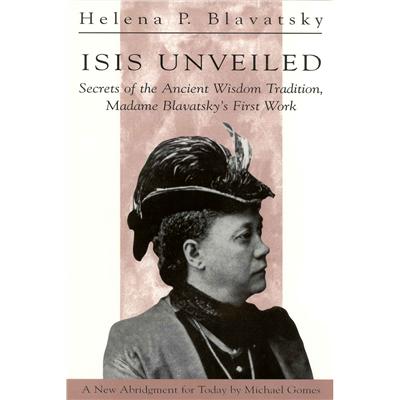 Helena P. Blavatsky
ISIS UNVEILED
Secrets of the Ancient Wisdom Tradition,
Madame Blavatsky's First Work
A New Abridgment for Today by Michael Gomes